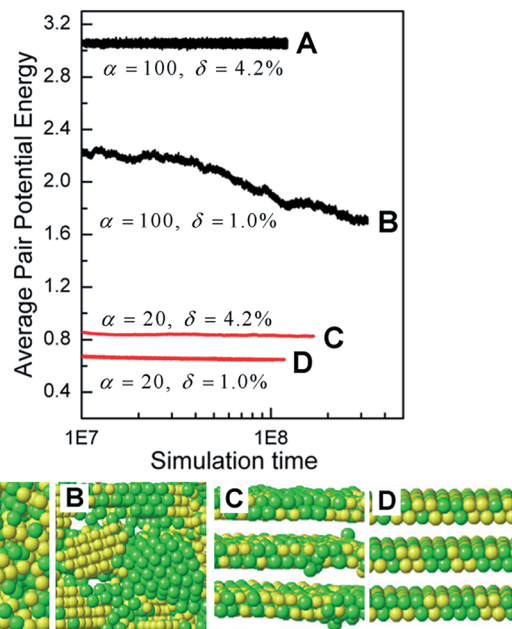 3.2
2.8
2.4
2.0
1.6
1.2
0.8
0.4
Average Pair Potential Energy
A
α = 100, δ = 4.2%
α = 100, δ = 1.0%
B
α = 20, δ = 4.2%
C
D
α = 20, δ = 1.0%
1E7 1E8
Simulation time
B C D